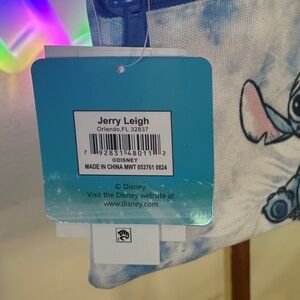 Jerry Leigh
Orlando, FL 32837
7 92831 48011 2
©DISNEY
MADE IN CHINA MWT 053761 0824
© Disney
Visit the Disney website at
www.disney.com